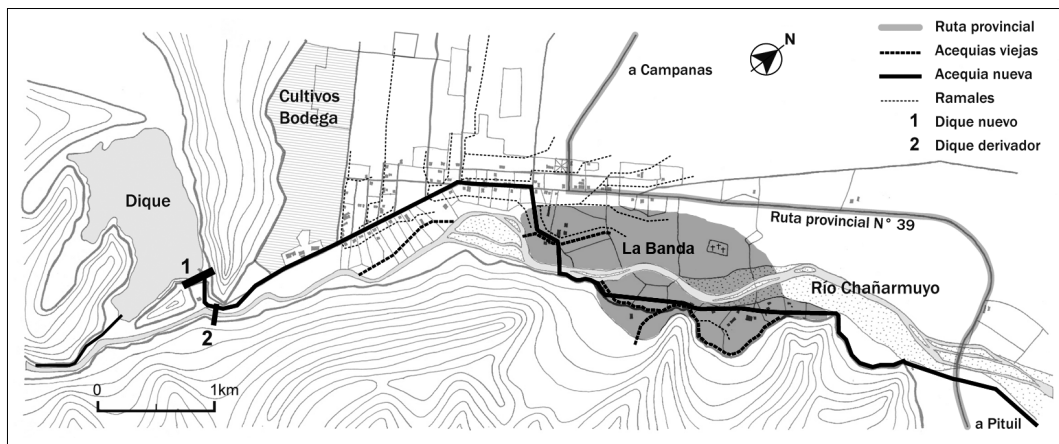 Ruta provincial
Acequias viejas
Acequia nueva
Ramales
1 Dique nuevo
2 Dique derivador
N
a Campanas
Cultivos
Bodega
Dique
1
2
La Banda
Ruta provincial N° 39
Río Chañarmuyo
0 1km
a Pituil